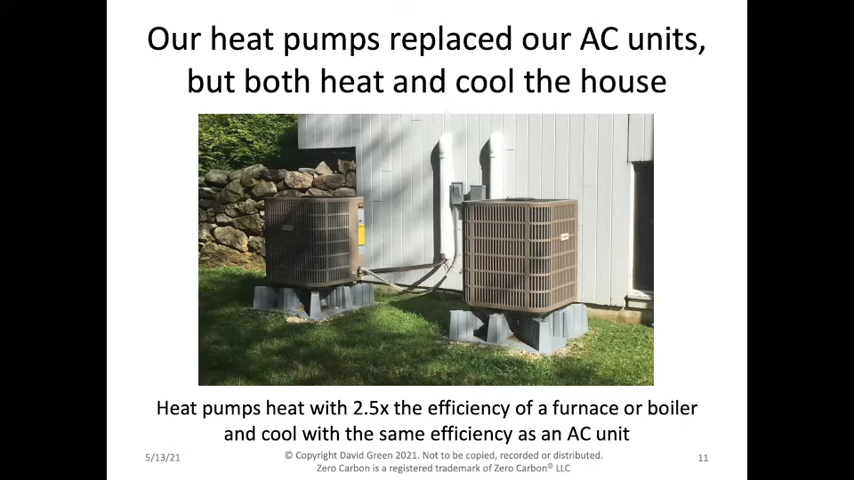 Our heat pumps replaced our AC units,
but both heat and cool the house
Heat pumps heat with 2.5x the efficiency of a furnace or boiler
and cool with the same efficiency as an AC unit
5/13/21
© Copyright David Green 2021. Not to be copied, recorded or distributed.
Zero Carbon is a registered trademark of Zero Carbon® LLC
11